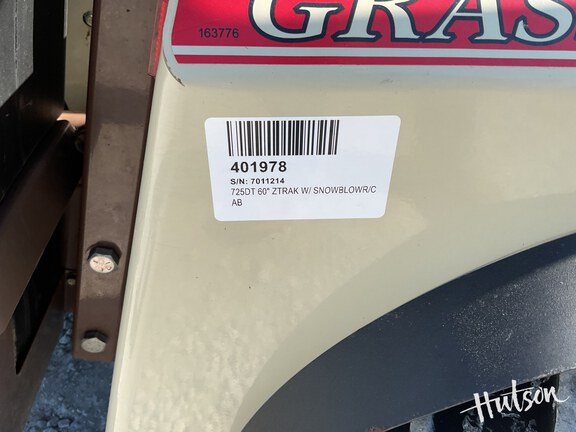 GRAS
163776
401978
S/N: 7011214
725DT 60" ZTRAK W/ SNOWBLOWR/C
AB
Hutson